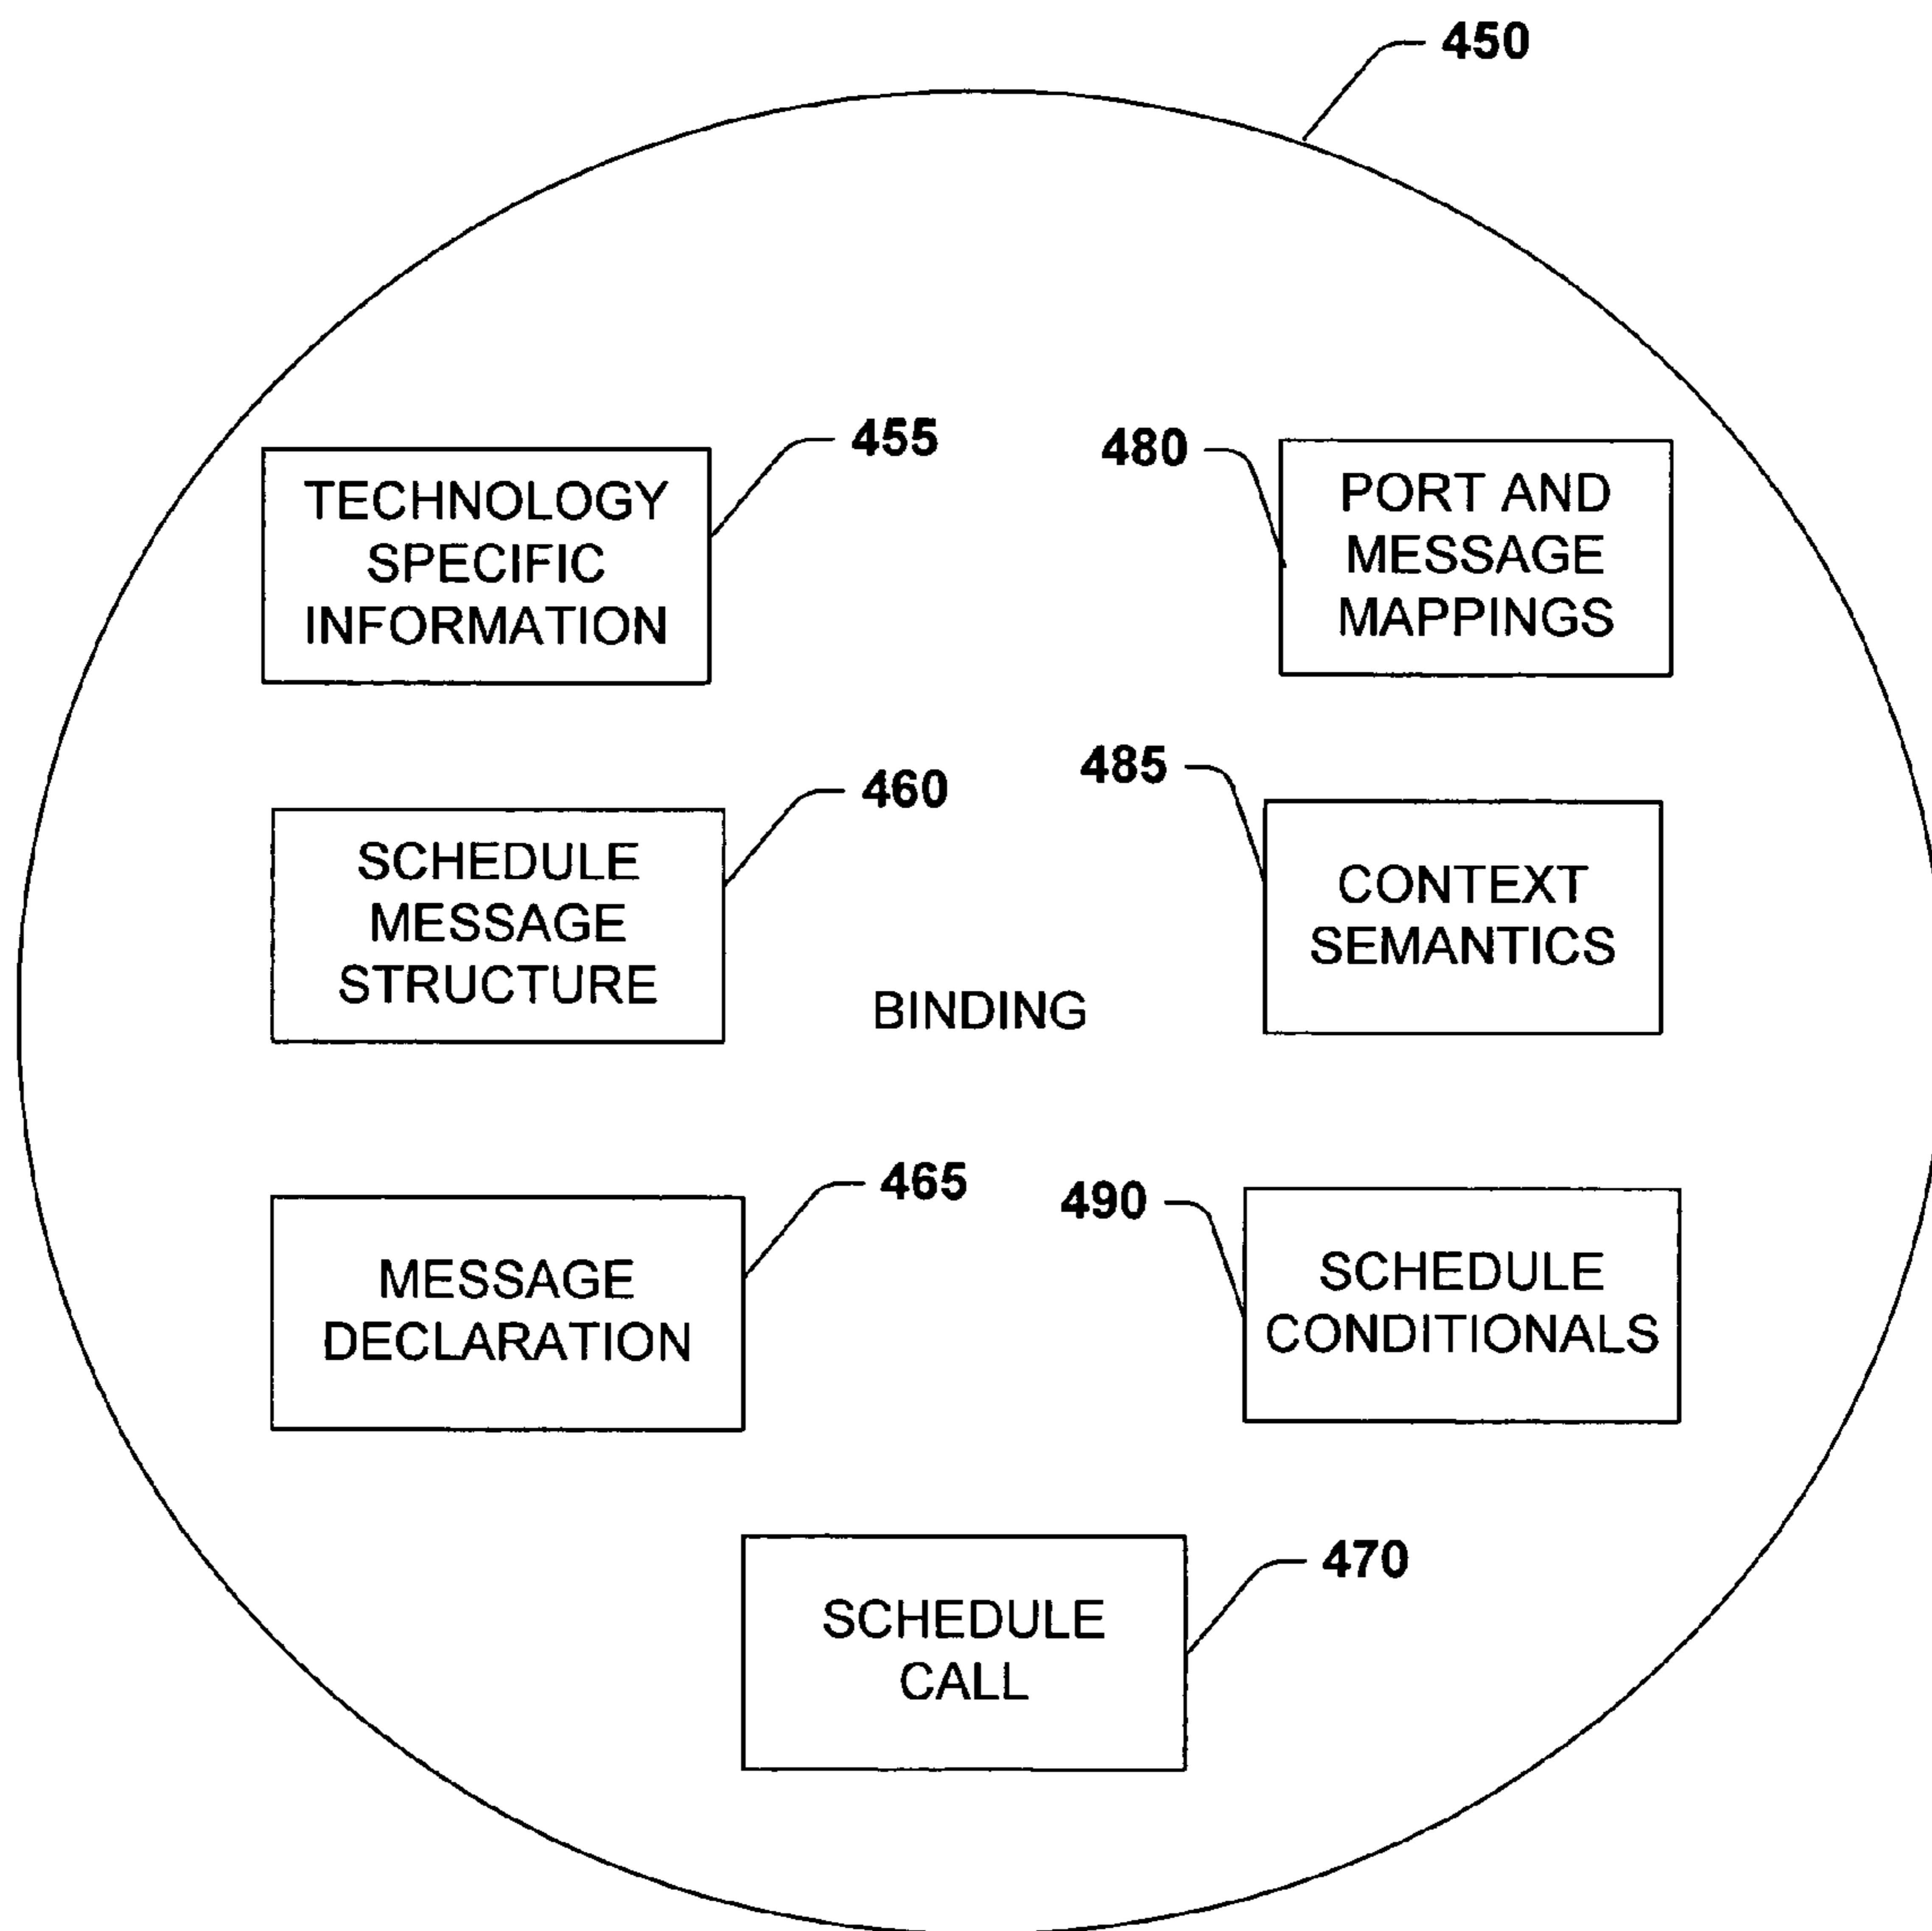 450
455
TECHNOLOGY
SPECIFIC
INFORMATION
480
PORT AND
MESSAGE
MAPPINGS
460
SCHEDULE
MESSAGE
STRUCTURE
485
CONTEXT
SEMANTICS
BINDING
465
MESSAGE
DECLARATION
490
SCHEDULE
CONDITIONALS
470
SCHEDULE
CALL